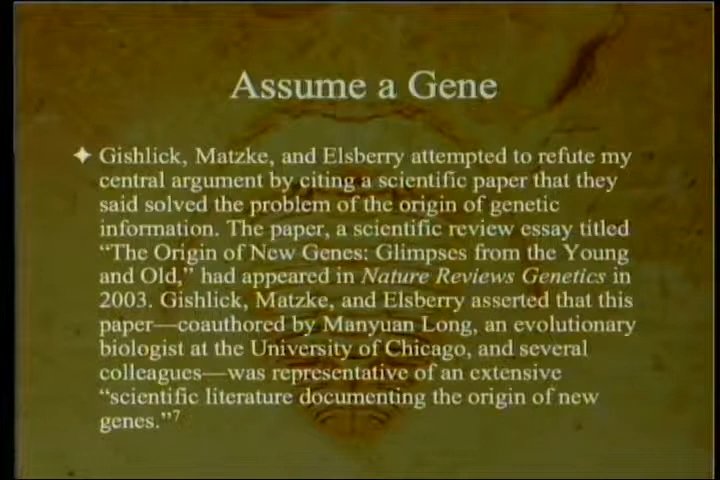 Assume a Gene
✦ Gishlick, Matzke, and Elsberry attempted to refute my
central argument by citing a scientific paper that they
said solved the problem of the origin of genetic
information. The paper, a scientific review essay titled
“The Origin of New Genes: Glimpses from the Young
and Old,” had appeared in Nature Reviews Genetics in
2003. Gishlick, Matzke, and Elsberry asserted that this
paper—coauthored by Manyuan Long, an evolutionary
biologist at the University of Chicago, and several
colleagues—was representative of an extensive
“scientific literature documenting the origin of new
genes.”7